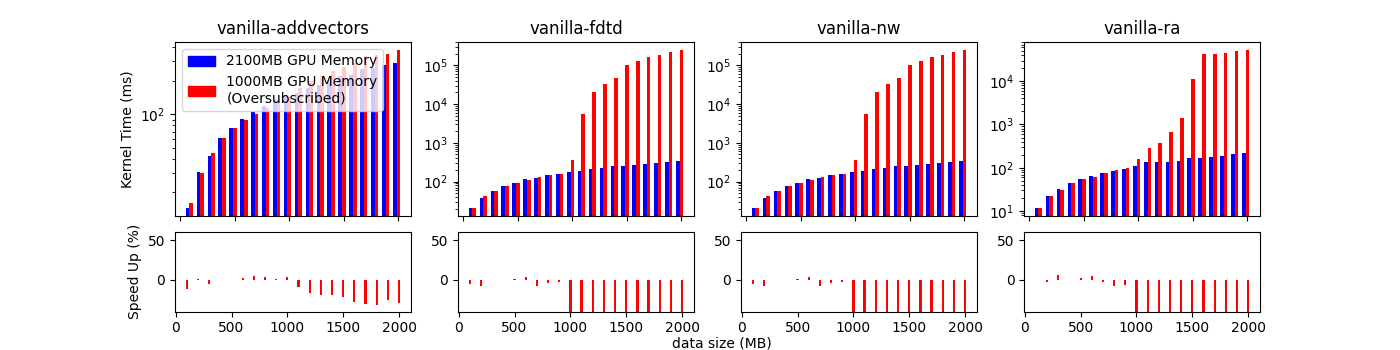 vanilla-addvectors
vanilla-fdtd
vanilla-nw
vanilla-ra
2100MB GPU Memory
1000MB GPU Memory
(Oversubscribed)
Kernel Time (ms)
10²
10⁵
10⁴
10³
10²
10⁵
10⁴
10³
10²
10⁴
10³
10²
10¹
Speed Up (%)
50
0
50
0
50
0
50
0
0 500 1000 1500 2000
0 500 1000 1500 2000
0 500 1000 1500 2000
0 500 1000 1500 2000
data size (MB)